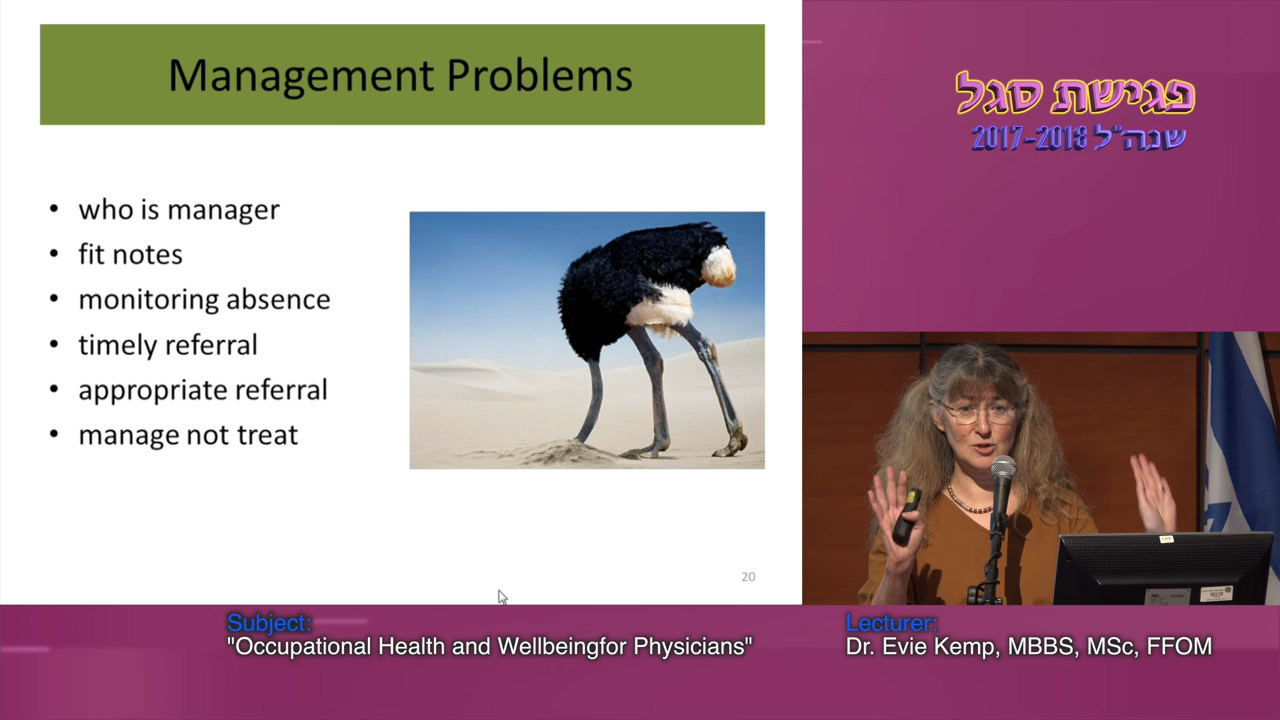 Management Problems
• who is manager
• fit notes
• monitoring absence
• timely referral
• appropriate referral
• manage not treat
20
פגישת סגל
שנה"ל 2017-2018
Subject:
"Occupational Health and Wellbeingfor Physicians"
Lecturer:
Dr. Evie Kemp, MBBS, MSc, FFOM